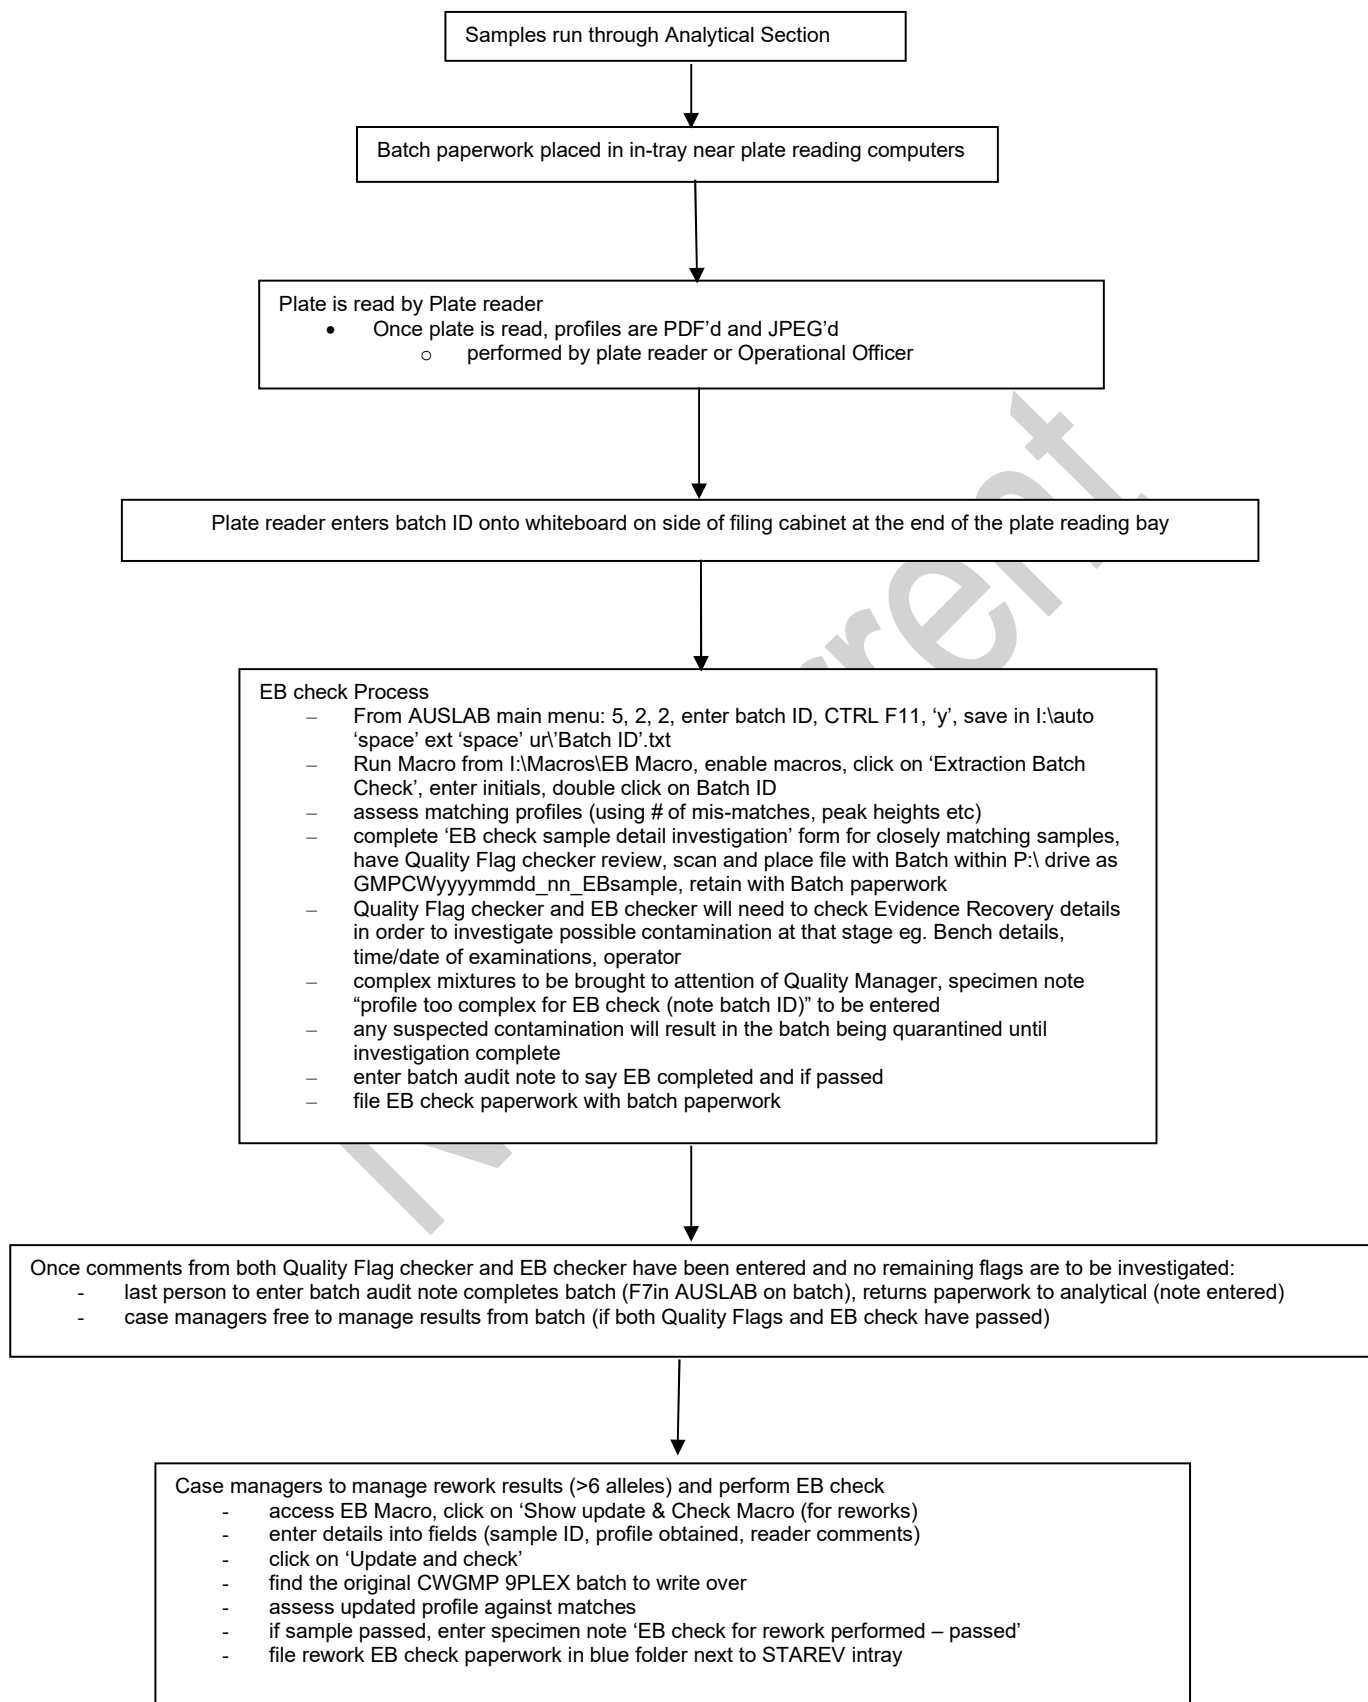 Samples run through Analytical Section
Batch paperwork placed in in-tray near plate reading computers
Plate is read by Plate reader
• Once plate is read, profiles are PDF’d and JPEG’d
o performed by plate reader or Operational Officer
Plate reader enters batch ID onto whiteboard on side of filing cabinet at the end of the plate reading bay
EB check Process
– From AUSLAB main menu: 5, 2, 2, enter batch ID, CTRL F11, ‘y’, save in I:\auto
‘space’ ext ‘space’ ur\’Batch ID’.txt
– Run Macro from I:\Macros\EB Macro, enable macros, click on ‘Extraction Batch
Check’, enter initials, double click on Batch ID
– assess matching profiles (using # of mis-matches, peak heights etc)
– complete ‘EB check sample detail investigation’ form for closely matching samples,
have Quality Flag checker review, scan and place file with Batch within P:\ drive as
GMPCWyyyymmdd_nn_EBsample, retain with Batch paperwork
– Quality Flag checker and EB checker will need to check Evidence Recovery details
in order to investigate possible contamination at that stage eg. Bench details,
time/date of examinations, operator
– complex mixtures to be brought to attention of Quality Manager, specimen note
“profile too complex for EB check (note batch ID)” to be entered
– any suspected contamination will result in the batch being quarantined until
investigation complete
– enter batch audit note to say EB completed and if passed
– file EB check paperwork with batch paperwork
Once comments from both Quality Flag checker and EB checker have been entered and no remaining flags are to be investigated:
- last person to enter batch audit note completes batch (F7in AUSLAB on batch), returns paperwork to analytical (note entered)
- case managers free to manage results from batch (if both Quality Flags and EB check have passed)
Case managers to manage rework results (>6 alleles) and perform EB check
- access EB Macro, click on ‘Show update & Check Macro (for reworks)
- enter details into fields (sample ID, profile obtained, reader comments)
- click on ‘Update and check’
- find the original CWGMP 9PLEX batch to write over
- assess updated profile against matches
- if sample passed, enter specimen note ‘EB check for rework performed – passed’
- file rework EB check paperwork in blue folder next to STAREV intray